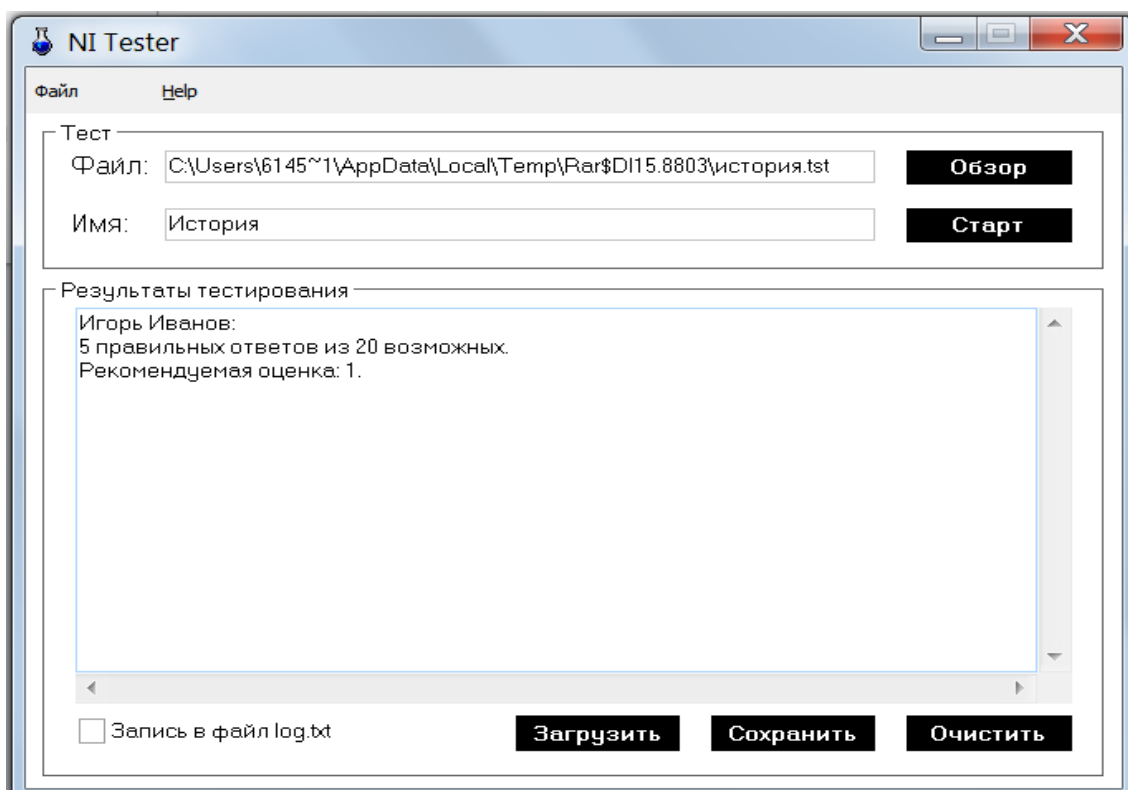 NI Tester
Файл Help
Тест
Файл: C:\Users\6145~1\AppData\Local\Temp\Rar$DI15.8803\история.tst Обзор
Имя: История Старт
Результаты тестирования
Игорь Иванов:
5 правильных ответов из 20 возможных.
Рекомендуемая оценка: 1.
Запись в файл log.txt Загрузить Сохранить Очистить